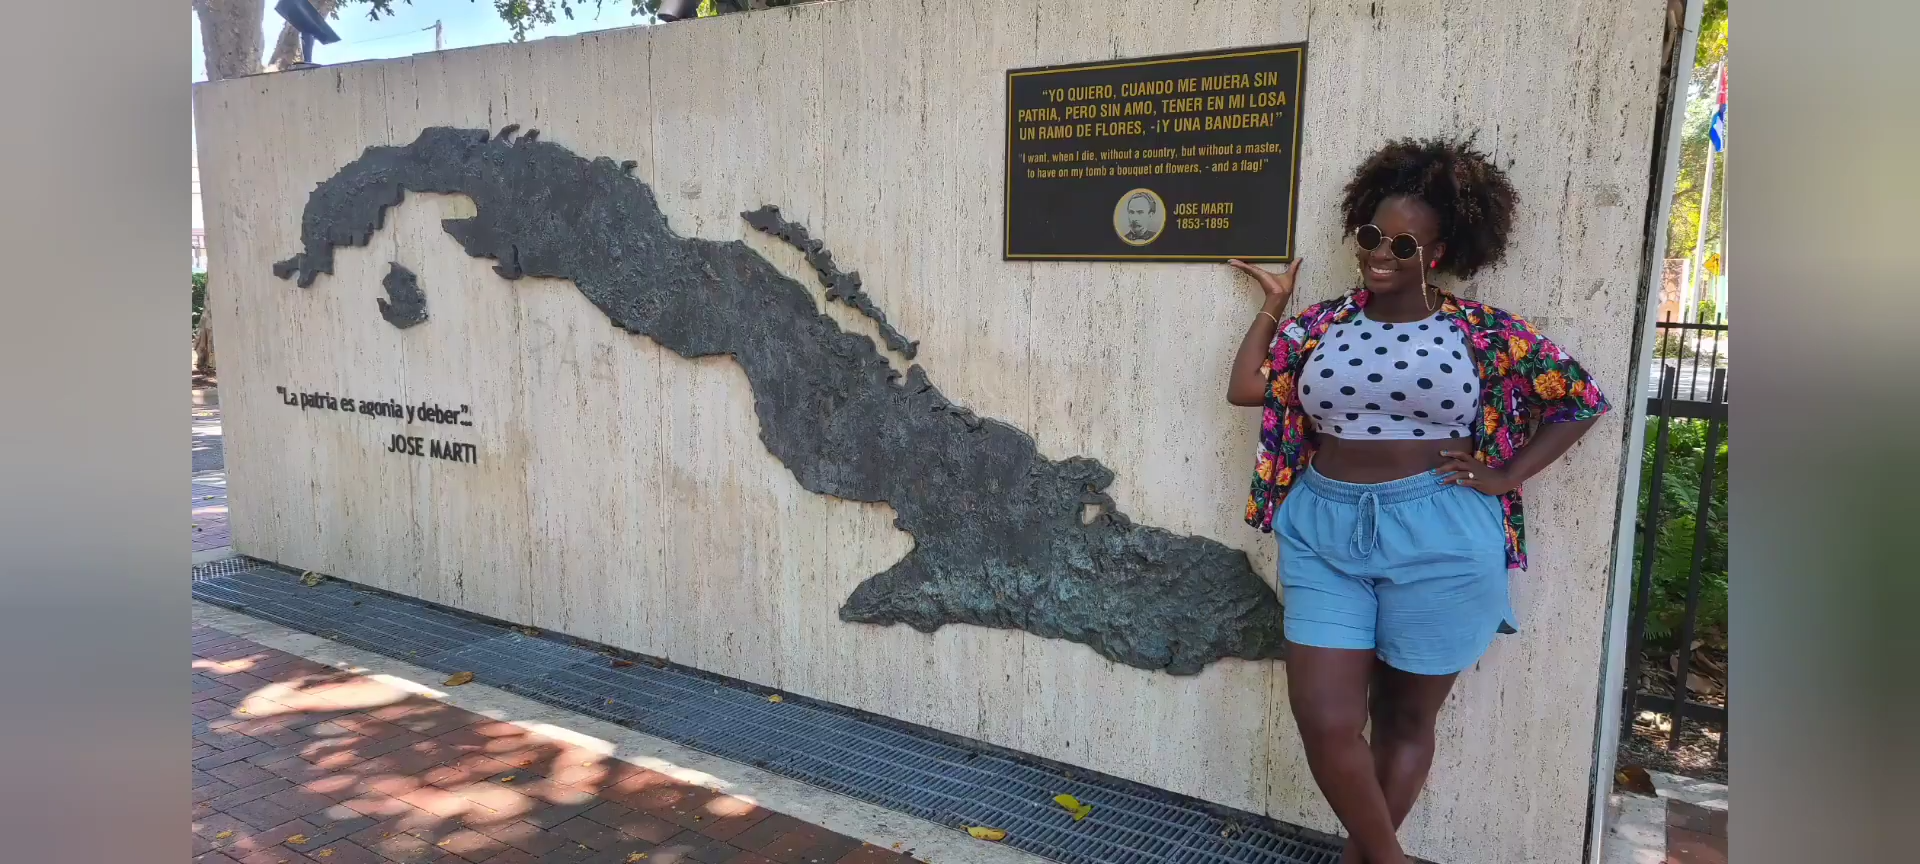 "YO QUIERO, CUANDO ME MUERA SIN
PATRIA, PERO SIN AMO, TENER EN MI LOSA
UN RAMO DE FLORES, -¡Y UNA BANDERA!"
"I want, when I die, without a country, but without a master,
to have on my tomb a bouquet of flowers, - and a flag!"
JOSE MARTI
1853-1895
"La patria es agonia y deber"...
JOSE MARTI